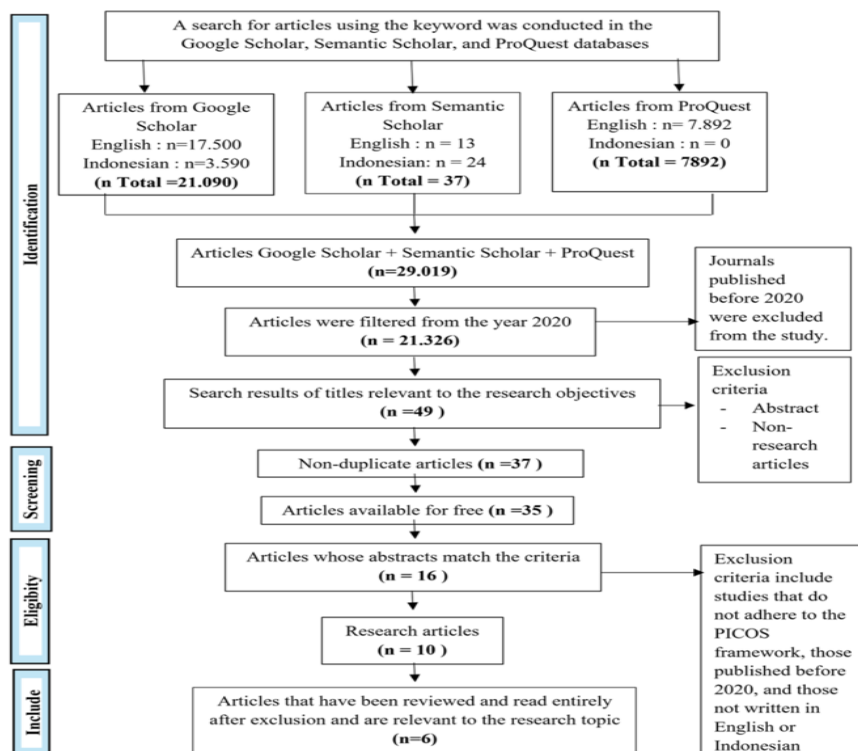 Identification
A search for articles using the keyword was conducted in the
Google Scholar, Semantic Scholar, and ProQuest databases
Articles from Google
Scholar
English : n=17.500
Indonesian : n=3.590
(n Total =21.090)
Articles from Semantic
Scholar
English : n = 13
Indonesian: n = 24
(n Total = 37)
Articles from ProQuest
English : n= 7.892
Indonesian : n = 0
(n Total = 7892)
Articles Google Scholar + Semantic Scholar + ProQuest
(n=29.019)
Journals
published
before 2020
were excluded
from the study.
Articles were filtered from the year 2020
(n = 21.326)
Search results of titles relevant to the research objectives
(n =49 )
Exclusion
criteria
- Abstract
- Non-
research
articles
Screening
Non-duplicate articles (n =37 )
Articles available for free (n =35 )
Eligibity
Articles whose abstracts match the criteria
(n = 16 )
Exclusion
criteria include
studies that do
not adhere to the
PICOS
framework, those
published before
2020, and those
not written in
English or
Indonesian
Research articles
(n = 10 )
Include
Articles that have been reviewed and read entirely
after exclusion and are relevant to the research topic
(n=6)